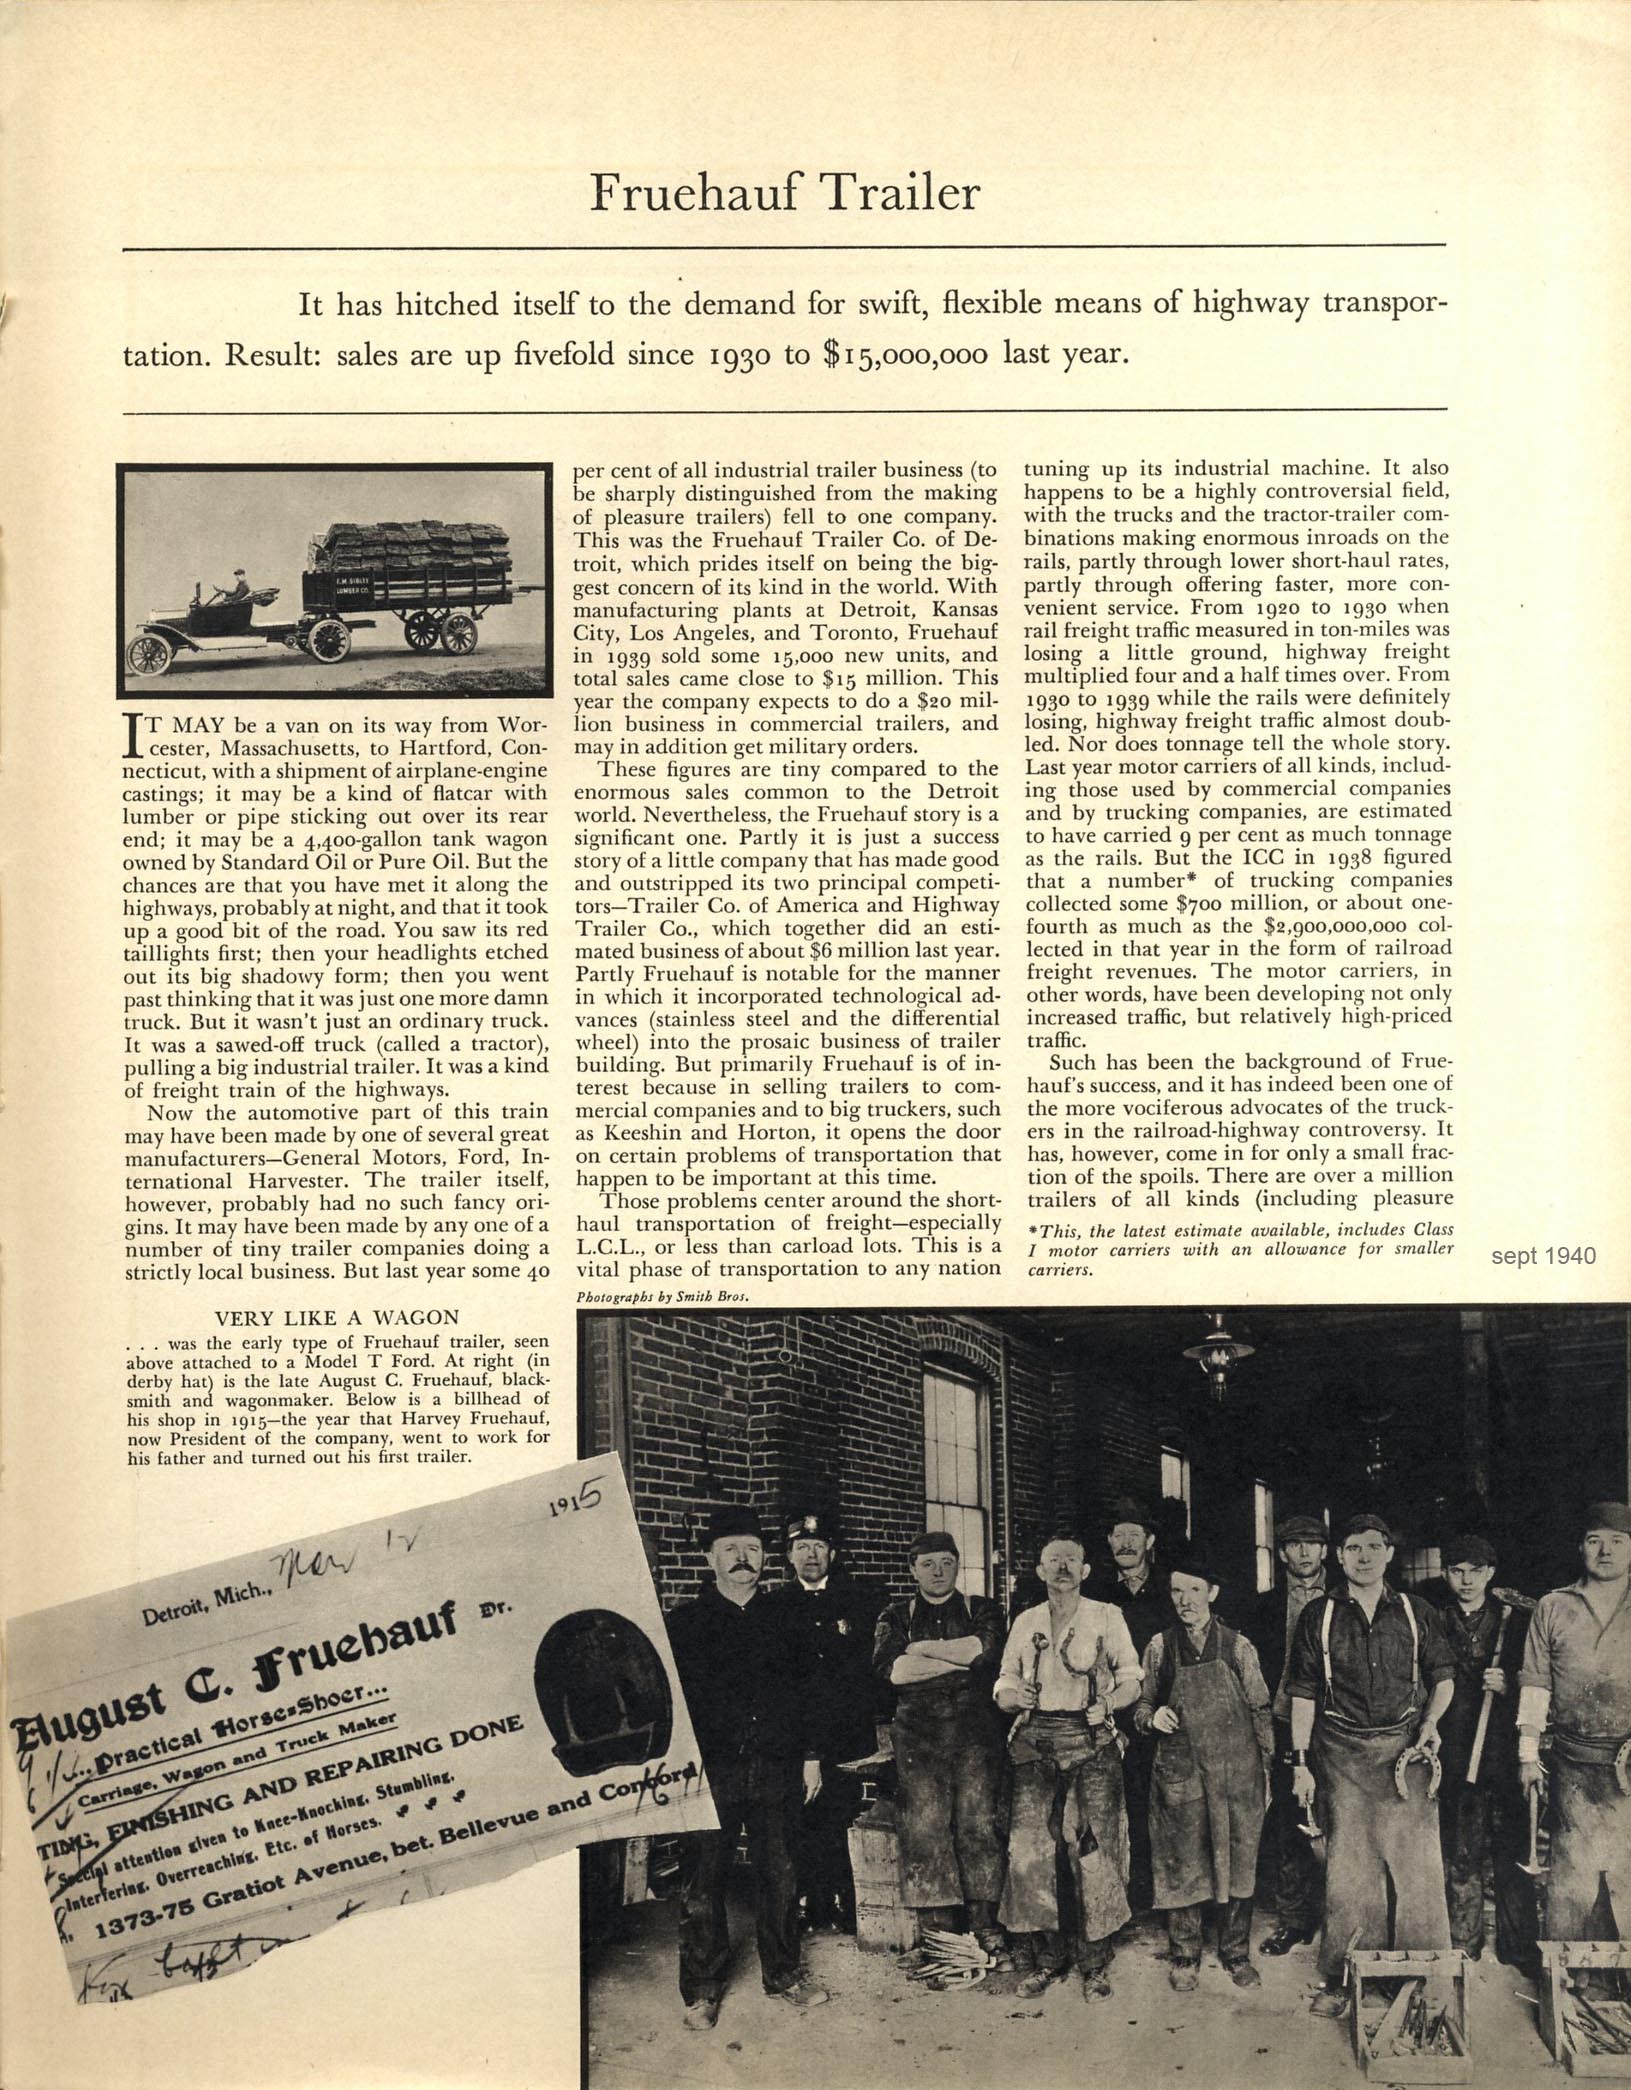 Fruehauf Trailer
It has hitched itself to the demand for swift, flexible means of highway transpor-
tation. Result: sales are up fivefold since 1930 to $15,000,000 last year.
F.M. SIBLEY
LUMBER CO.
IT MAY be a van on its way from Wor-
cester, Massachusetts, to Hartford, Con-
necticut, with a shipment of airplane-engine
castings; it may be a kind of flatcar with
lumber or pipe sticking out over its rear
end; it may be a 4,400-gallon tank wagon
owned by Standard Oil or Pure Oil. But the
chances are that you have met it along the
highways, probably at night, and that it took
up a good bit of the road. You saw its red
taillights first; then your headlights etched
out its big shadowy form; then you went
past thinking that it was just one more damn
truck. But it wasn't just an ordinary truck.
It was a sawed-off truck (called a tractor),
pulling a big industrial trailer. It was a kind
of freight train of the highways.
Now the automotive part of this train
may have been made by one of several great
manufacturers—General Motors, Ford, In-
ternational Harvester. The trailer itself,
however, probably had no such fancy ori-
gins. It may have been made by any one of a
number of tiny trailer companies doing a
strictly local business. But last year some 40
per cent of all industrial trailer business (to
be sharply distinguished from the making
of pleasure trailers) fell to one company.
This was the Fruehauf Trailer Co. of De-
troit, which prides itself on being the big-
gest concern of its kind in the world. With
manufacturing plants at Detroit, Kansas
City, Los Angeles, and Toronto, Fruehauf
in 1939 sold some 15,000 new units, and
total sales came close to $15 million. This
year the company expects to do a $20 mil-
lion business in commercial trailers, and
may in addition get military orders.
These figures are tiny compared to the
enormous sales common to the Detroit
world. Nevertheless, the Fruehauf story is a
significant one. Partly it is just a success
story of a little company that has made good
and outstripped its two principal competi-
tors—Trailer Co. of America and Highway
Trailer Co., which together did an esti-
mated business of about $6 million last year.
Partly Fruehauf is notable for the manner
in which it incorporated technological ad-
vances (stainless steel and the differential
wheel) into the prosaic business of trailer
building. But primarily Fruehauf is of in-
terest because in selling trailers to com-
mercial companies and to big truckers, such
as Keeshin and Horton, it opens the door
on certain problems of transportation that
happen to be important at this time.
Those problems center around the short-
haul transportation of freight—especially
L.C.L., or less than carload lots. This is a
vital phase of transportation to any nation
tuning up its industrial machine. It also
happens to be a highly controversial field,
with the trucks and the tractor-trailer com-
binations making enormous inroads on the
rails, partly through lower short-haul rates,
partly through offering faster, more con-
venient service. From 1920 to 1930 when
rail freight traffic measured in ton-miles was
losing a little ground, highway freight
multiplied four and a half times over. From
1930 to 1939 while the rails were definitely
losing, highway freight traffic almost doub-
led. Nor does tonnage tell the whole story.
Last year motor carriers of all kinds, includ-
ing those used by commercial companies
and by trucking companies, are estimated
to have carried 9 per cent as much tonnage
as the rails. But the ICC in 1938 figured
that a number* of trucking companies
collected some $700 million, or about one-
fourth as much as the $2,900,000,000 col-
lected in that year in the form of railroad
freight revenues. The motor carriers, in
other words, have been developing not only
increased traffic, but relatively high-priced
traffic.
Such has been the background of Frue-
hauf's success, and it has indeed been one of
the more vociferous advocates of the truck-
ers in the railroad-highway controversy. It
has, however, come in for only a small frac-
tion of the spoils. There are over a million
trailers of all kinds (including pleasure
*This, the latest estimate available, includes Class
I motor carriers with an allowance for smaller
carriers.
sept 1940
Photographs by Smith Bros.
VERY LIKE A WAGON
. . . was the early type of Fruehauf trailer, seen
above attached to a Model T Ford. At right (in
derby hat) is the late August C. Fruehauf, black-
smith and wagonmaker. Below is a billhead of
his shop in 1915—the year that Harvey Fruehauf,
now President of the company, went to work for
his father and turned out his first trailer.
Detroit, Mich., Mar 12 1915
August C. Fruehauf Dr.
...Practical Horse-Shoer...
Carriage, Wagon and Truck Maker
TING, FINISHING AND REPAIRING DONE
Special attention given to Knee-Knocking, Stumbling,
Interfering, Overreaching, Etc. of Horses.
1373-75 Gratiot Avenue, bet. Bellevue and Concord